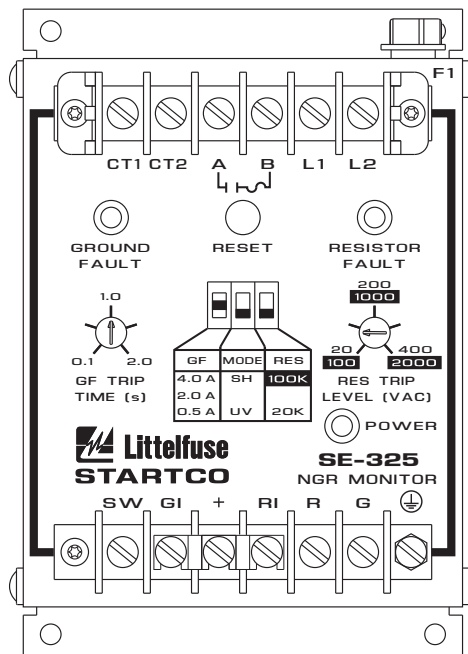 F1
CT1 CT2 A B L1 L2
GROUND
FAULT
RESET
RESISTOR
FAULT
1.0
0.1 2.0
GF TRIP
TIME (s)
GF MODE RES
4.0 A SH 100K
2.0 A
0.5 A UV 20K
200
1000
20 400
100 2000
RES TRIP
LEVEL (VAC)
POWER
Littelfuse
STARTCO
SE-325
NGR MONITOR
SW GI + RI R G